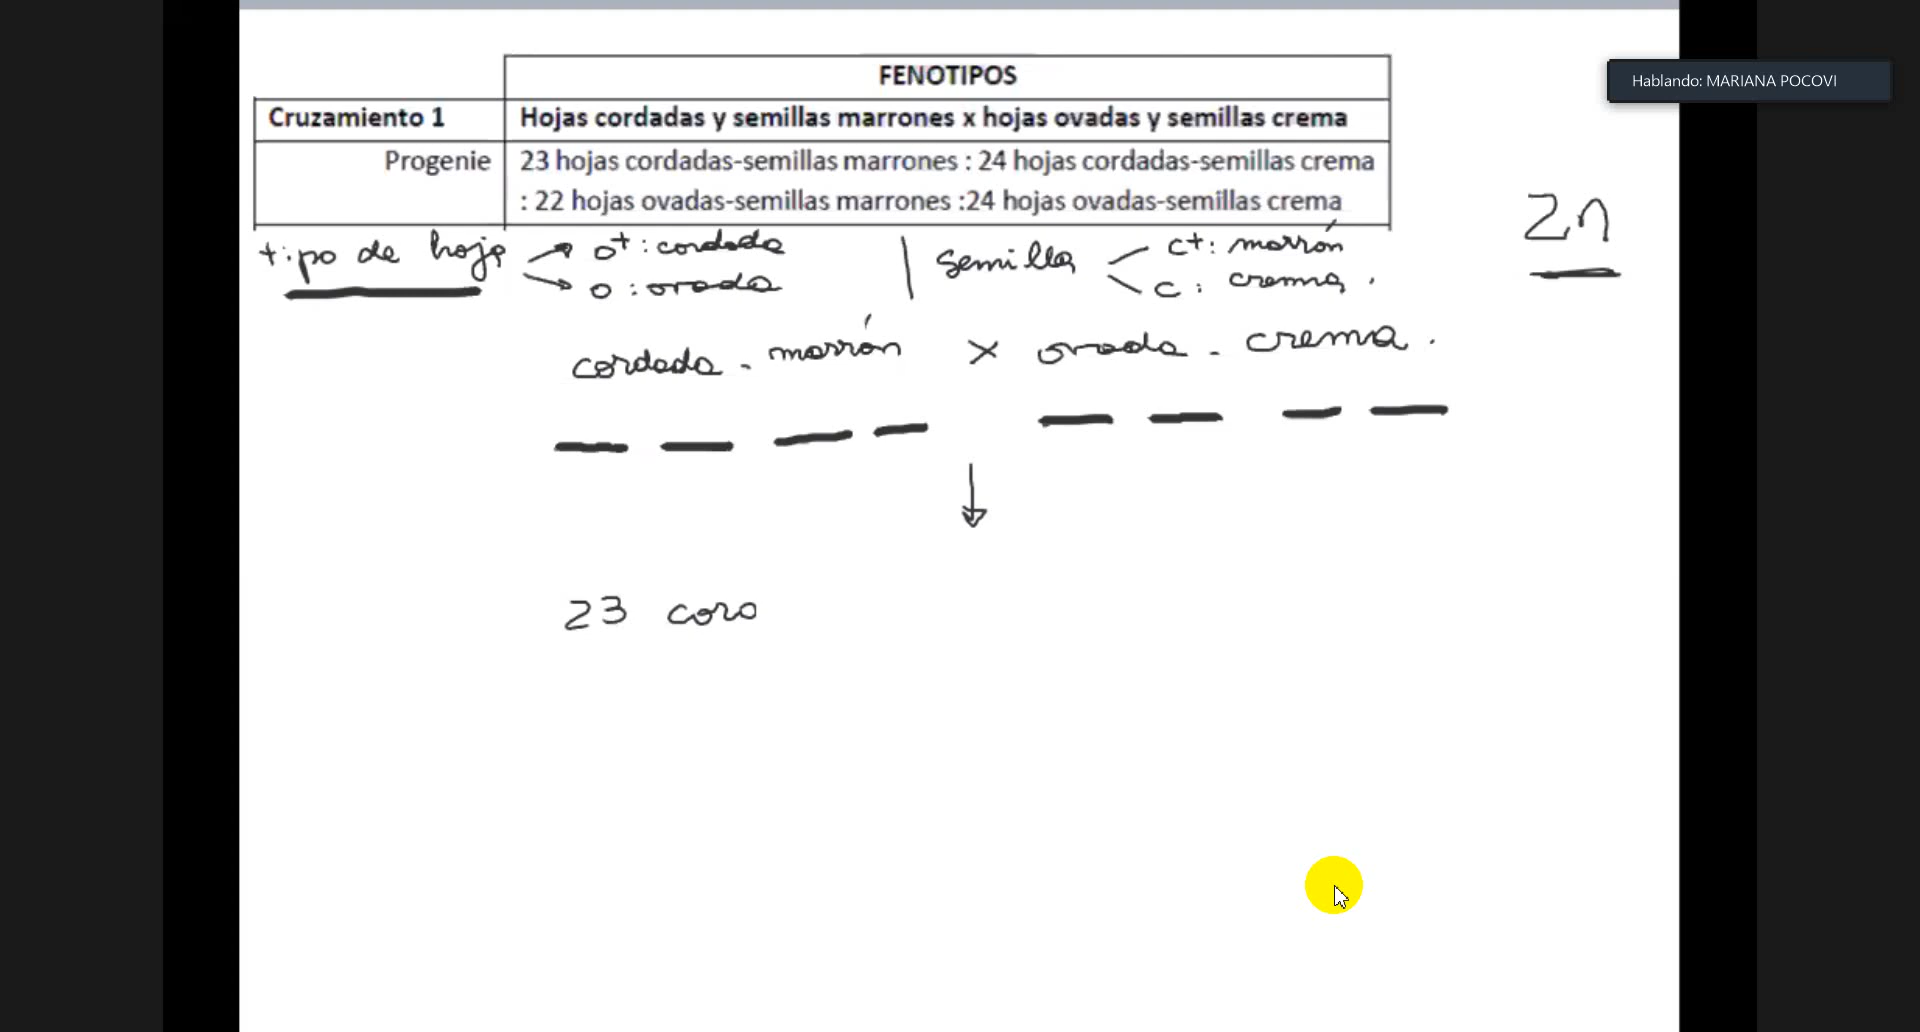 FENOTIPOS
Hablando: MARIANA POCOVI
Cruzamiento 1 Hojas cordadas y semillas marrones x hojas ovadas y semillas crema
Progenie 23 hojas cordadas-semillas marrones : 24 hojas cordadas-semillas crema
: 22 hojas ovadas-semillas marrones :24 hojas ovadas-semillas crema
2n
tipo de hoja o+ : cordada
o : ovada
semilla c+ : marrón
c : crema.
cordada - marrón x ovada - crema.
23 coro